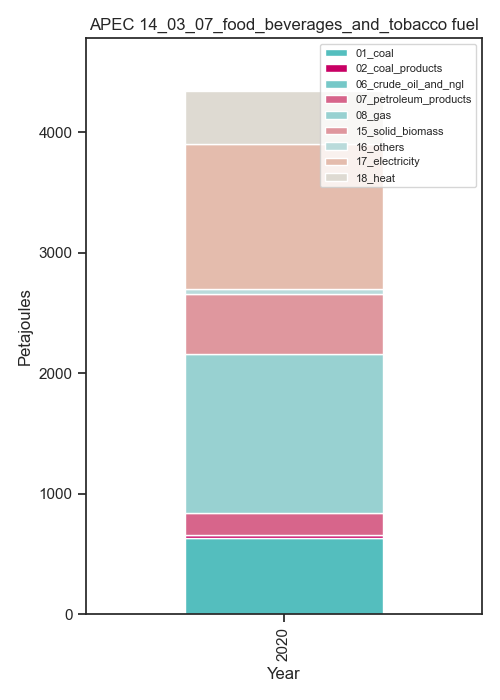 APEC 14_03_07_food_beverages_and_tobacco fuel
01_coal
02_coal_products
06_crude_oil_and_ngl
07_petroleum_products
08_gas
15_solid_biomass
16_others
17_electricity
18_heat
4000
3000
2000
1000
0
Petajoules
2020
Year